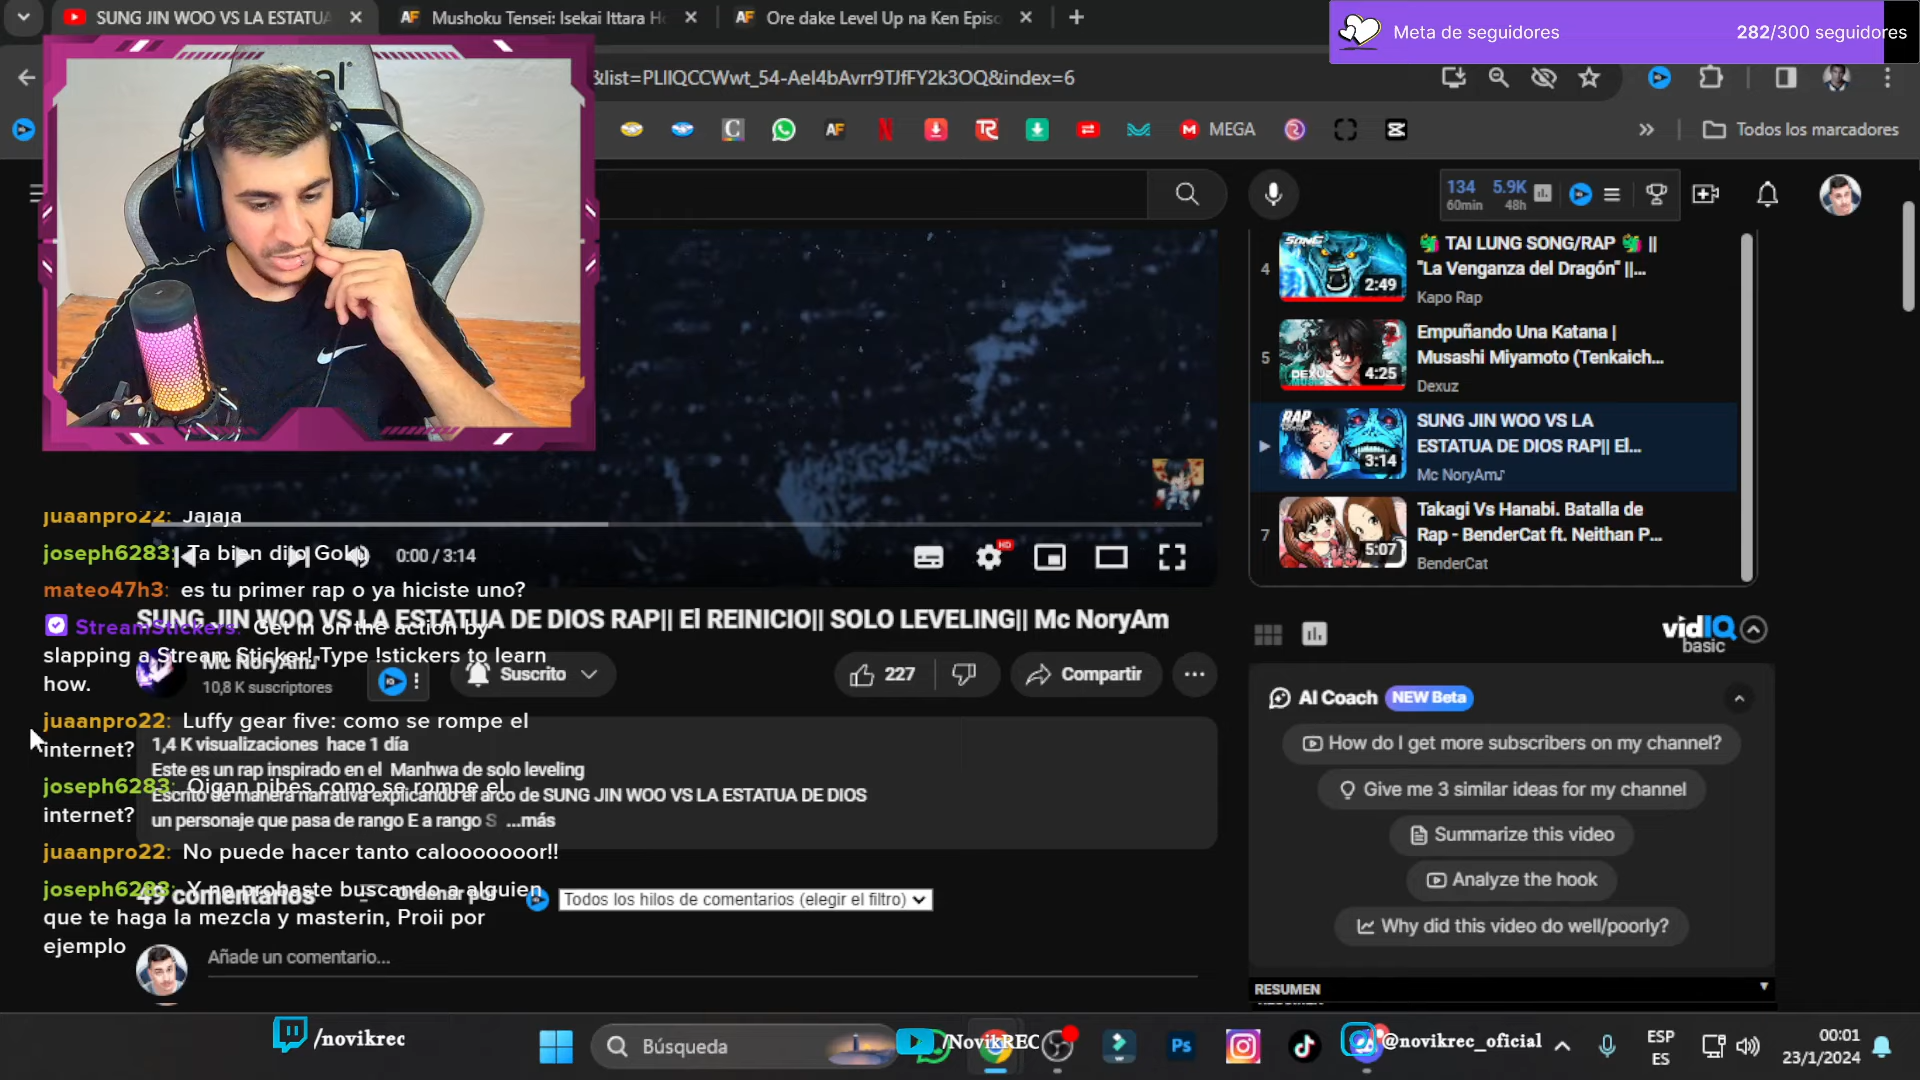 SUNG JIN WOO VS LA ESTATUA
Mushoku Tensei: Isekai Ittara Ho
Ore dake Level Up na Ken Episo
Meta de seguidores
282/300 seguidores
&list=PLIIQCCWwt_54-AeI4bAvrr9TJfFY2k3OQ&index=6
MEGA
Todos los marcadores
134
60min
5.9K
48h
4
2:49
TAI LUNG SONG/RAP ||
"La Venganza del Dragón" ||...
Kapo Rap
5
DEXUZ
4:25
Empuñando Una Katana |
Musashi Miyamoto (Tenkaich...
Dexuz
RAP
3:14
SUNG JIN WOO VS LA
ESTATUA DE DIOS RAP|| El...
Mc NoryAm♪
7
5:07
Takagi Vs Hanabi. Batalla de
Rap - BenderCat ft. Neithan P...
BenderCat
juaanpro22: Jajaja
joseph6283: Ta bien dijo Goku
0:00 / 3:14
HD
mateo47h3: es tu primer rap o ya hiciste uno?
SUNG JIN WOO VS LA ESTATUA DE DIOS RAP|| El REINICIO|| SOLO LEVELING|| Mc NoryAm
StreamStickers: Get in on the action by
slapping a Stream Sticker! Type !stickers to learn
how.
Mc NoryAm♪
10,8 K suscriptores
Suscrito
227
Compartir
juaanpro22: Luffy gear five: como se rompe el
internet?
1,4 K visualizaciones hace 1 día
Este es un rap inspirado en el Manhwa de solo leveling
joseph6283: Oigan pibes como se rompe el
internet?
Escrito de manera narrativa explicando el arco de SUNG JIN WOO VS LA ESTATUA DE DIOS
un personaje que pasa de rango E a rango S ...más
juaanpro22: No puede hacer tanto calooooooor!!
joseph6283: Y no probaste buscando a alguien
que te haga la mezcla y masterin, Proii por
ejemplo
49 comentarios
Ordenar por
Todos los hilos de comentarios (elegir el filtro)
Añade un comentario...
vidIQ
basic
AI Coach NEW Beta
How do I get more subscribers on my channel?
Give me 3 similar ideas for my channel
Summarize this video
Analyze the hook
Why did this video do well/poorly?
RESUMEN
/novikrec
Búsqueda
/NovikREC
Ps
@novikrec_oficial
ESP
ES
00:01
23/1/2024